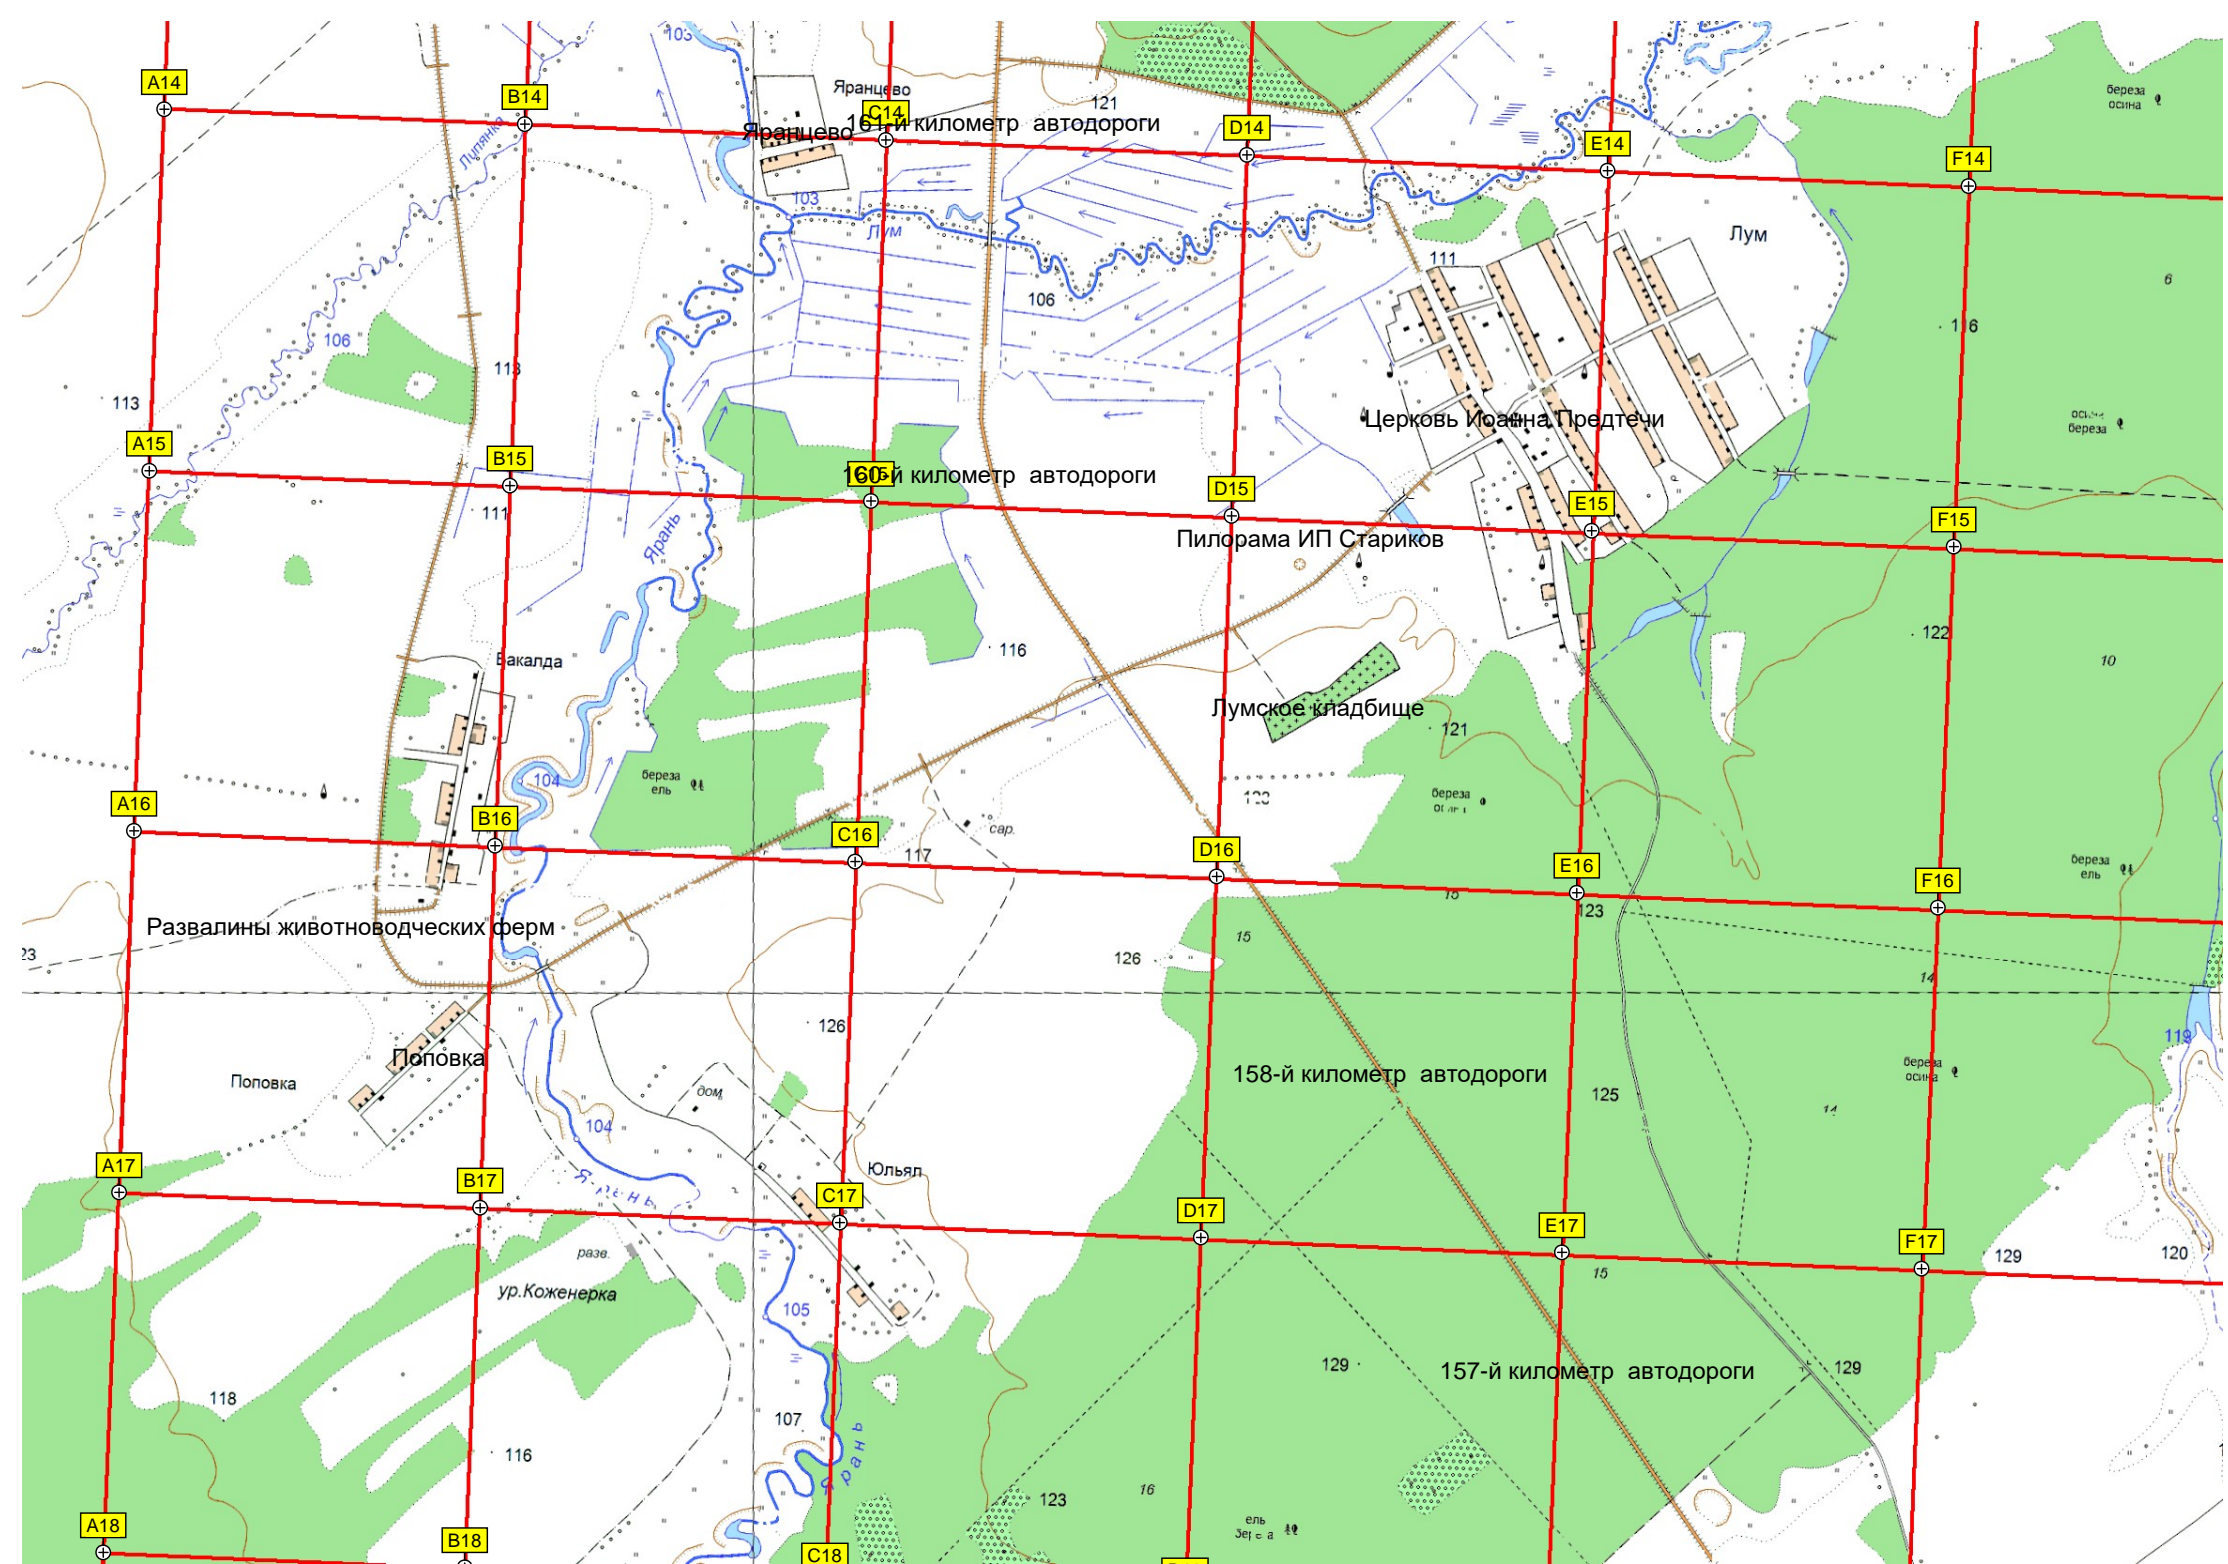 103
A14
B14
Яранцево
C14
121
береза
осина
161-й километр автодороги
Яранцево
D14
E14
F14
Лупянка
103
Лум
Лум
111
6
106
106
116
113
113
A15
береза
Церковь Иоанна Предтечи
B15
160-й километр автодороги
D15
E15
F15
111
Ярань
Пилорама ИП Стариков
122
116
Бакалда
10
Лумское кладбище
121
104
береза
ель
береза
A16
B16
C16
сар.
117
D16
E16
F16
береза
ель
15
123
Развалины животноводческих ферм
15
23
126
14
126
119
Поповка
Поповка
158-й километр автодороги
береза
осина
дом
125
14
104
A17
B17
C17
Юльял
D17
E17
F17
129
120
разв.
ур.Коженерка
15
105
118
129
157-й километр автодороги
129
107
116
Ярань
123
16
A18
B18
C18
ель